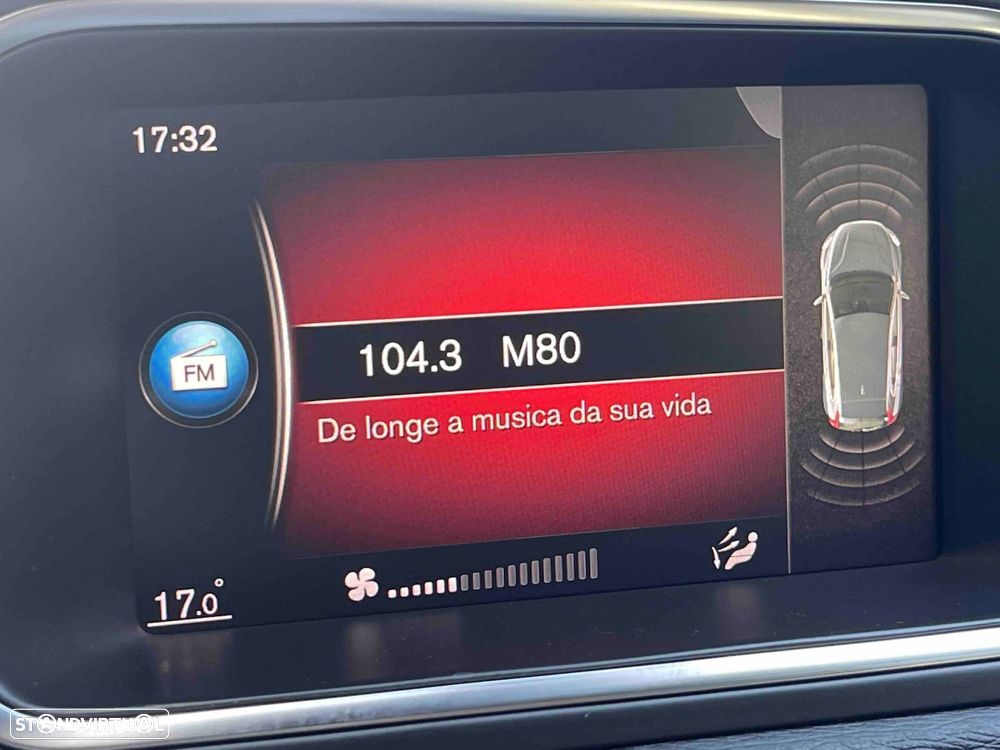 17:32
FM
104.3 M80
De longe a musica da sua vida
17.0°
STANDVIRTUAL